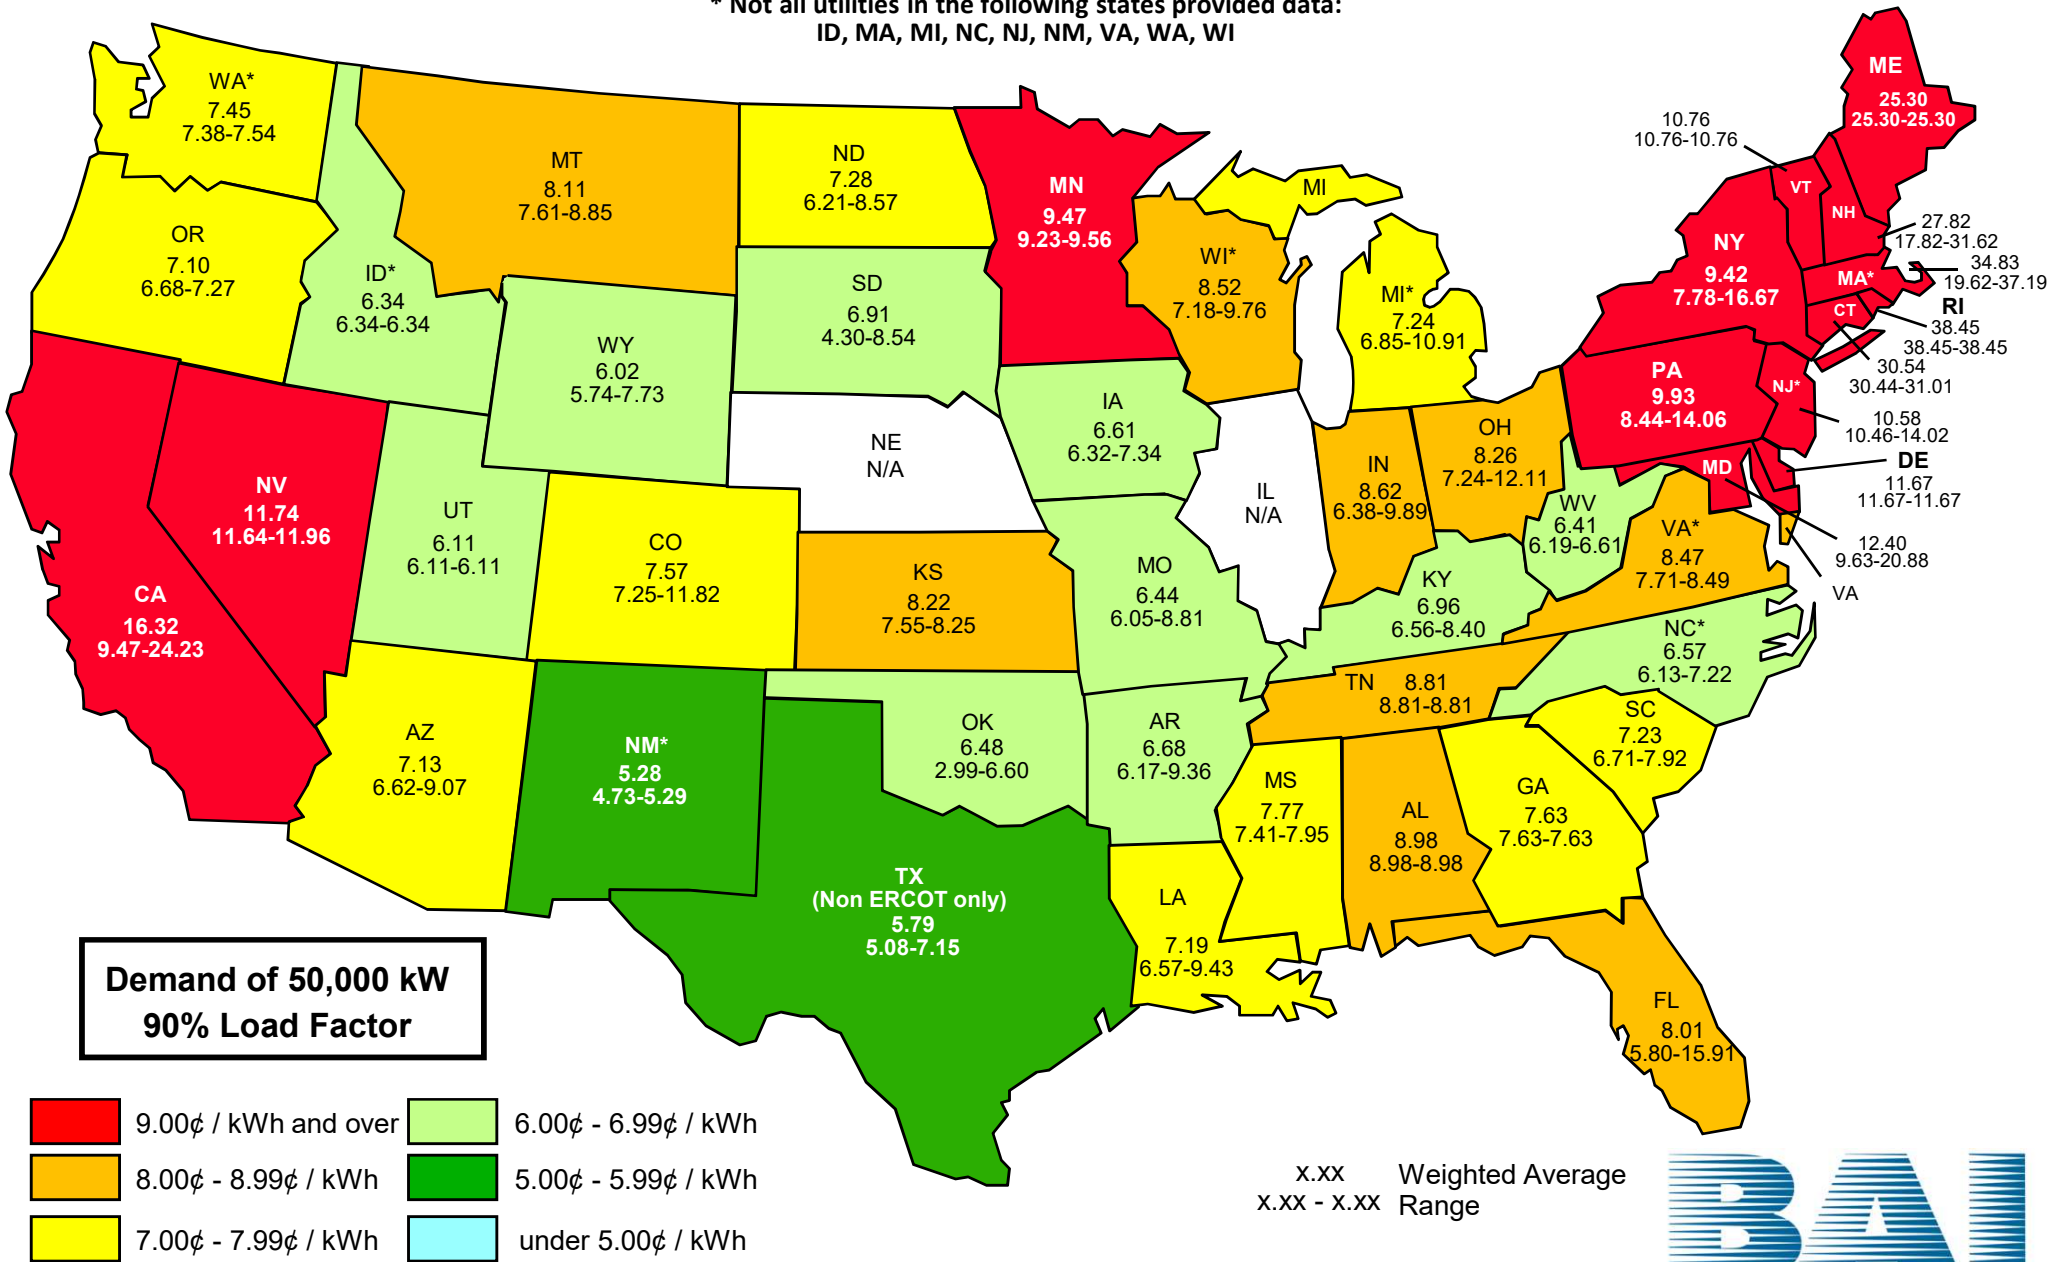 * Not all utilities in the following states provided data:
ID, MA, MI, NC, NJ, NM, VA, WA, WI
WA*
7.45
7.38-7.54
OR
7.10
6.68-7.27
ID*
6.34
6.34-6.34
MT
8.11
7.61-8.85
WY
6.02
5.74-7.73
ND
7.28
6.21-8.57
SD
6.91
4.30-8.54
NE
N/A
MN
9.47
9.23-9.56
WI*
8.52
7.18-9.76
MI
MI*
7.24
6.85-10.91
IA
6.61
6.32-7.34
IL
N/A
IN
8.62
6.38-9.89
OH
8.26
7.24-12.11
CA
16.32
9.47-24.23
NV
11.74
11.64-11.96
UT
6.11
6.11-6.11
CO
7.57
7.25-11.82
KS
8.22
7.55-8.25
MO
6.44
6.05-8.81
KY
6.96
6.56-8.40
WV
6.41
6.19-6.61
VA*
8.47
7.71-8.49
VA
AZ
7.13
6.62-9.07
NM*
5.28
4.73-5.29
TX
(Non ERCOT only)
5.79
5.08-7.15
OK
6.48
2.99-6.60
AR
6.68
6.17-9.36
LA
7.19
6.57-9.43
MS
7.77
7.41-7.95
AL
8.98
8.98-8.98
TN 8.81
8.81-8.81
NC*
6.57
6.13-7.22
SC
7.23
6.71-7.92
GA
7.63
7.63-7.63
FL
8.01
5.80-15.91
ME
25.30
25.30-25.30
10.76
10.76-10.76
VT
NH
27.82
17.82-31.62
MA*
34.83
19.62-37.19
RI
38.45
38.45-38.45
CT
30.54
30.44-31.01
NY
9.42
7.78-16.67
PA
9.93
8.44-14.06
NJ*
10.58
10.46-14.02
DE
11.67
11.67-11.67
MD
12.40
9.63-20.88
Demand of 50,000 kW
90% Load Factor
9.00¢ / kWh and over
8.00¢ - 8.99¢ / kWh
7.00¢ - 7.99¢ / kWh
6.00¢ - 6.99¢ / kWh
5.00¢ - 5.99¢ / kWh
under 5.00¢ / kWh
x.xx Weighted Average
x.xx - x.xx Range
BAI